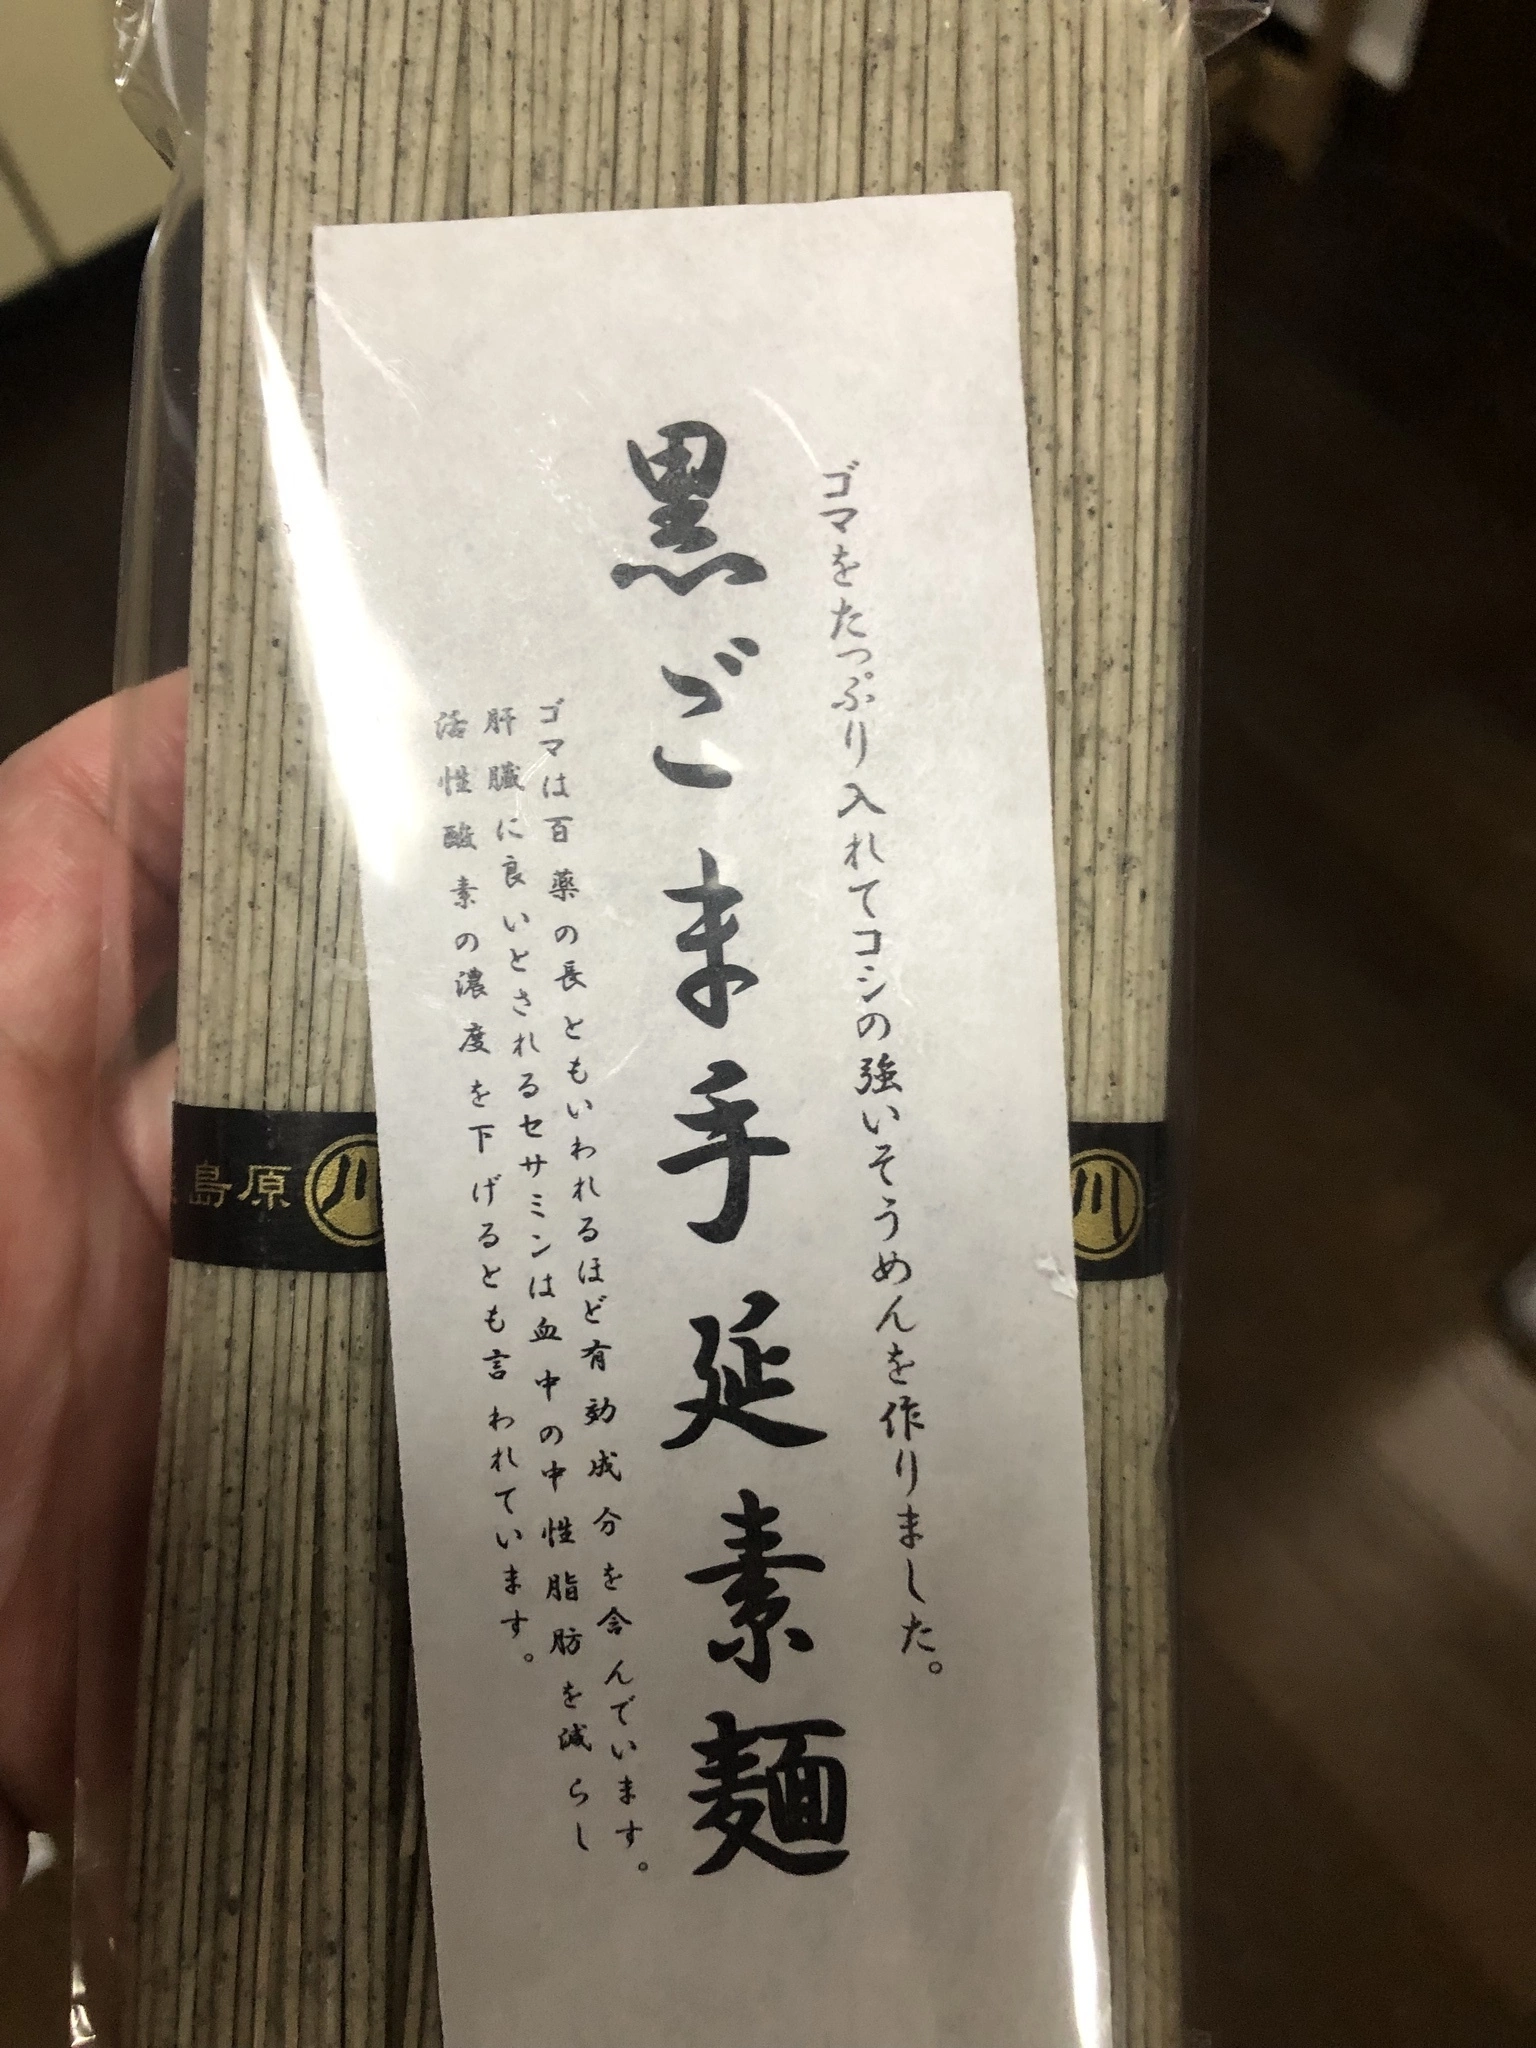 ゴマをたっぷり入れてコシの強いそうめんを作りました。
黒ごま手延素麺
ゴマは百薬の長ともいわれるほど有効成分を含んでいます。
肝臓に良いとされるセサミンは血中の中性脂肪を減らし
活性酸素の濃度を下げるとも言われています。
島原
川
川